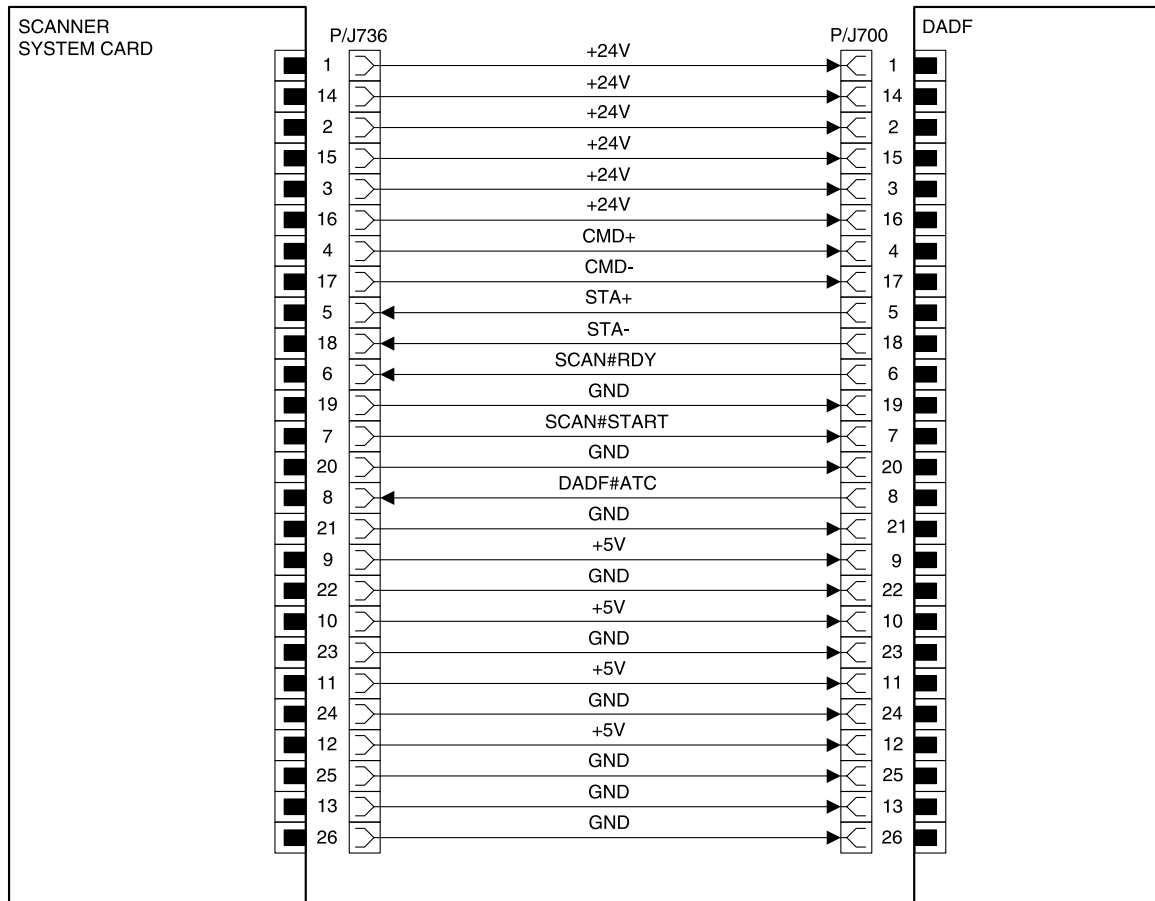 SCANNER
SYSTEM CARD
DADF
P/J736 P/J700
1 +24V 1
14 +24V 14
2 +24V 2
15 +24V 15
3 +24V 3
16 +24V 16
4 CMD+ 4
17 CMD- 17
5 STA+ 5
18 STA- 18
6 SCAN#RDY 6
19 GND 19
7 SCAN#START 7
20 GND 20
8 DADF#ATC 8
21 GND 21
9 +5V 9
22 GND 22
10 +5V 10
23 GND 23
11 +5V 11
24 GND 24
12 +5V 12
25 GND 25
13 GND 13
26 GND 26